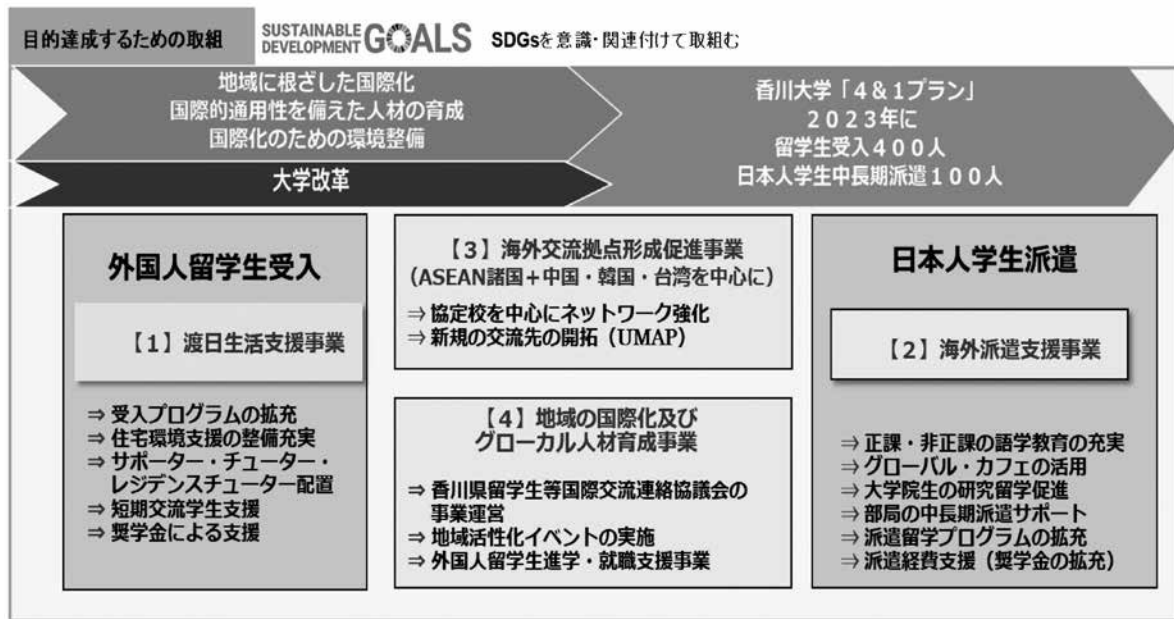 目的達成するための取組
SUSTAINABLE
DEVELOPMENT GOALS
SDGsを意識・関連付けて取組む
地域に根ざした国際化
国際的通用性を備えた人材の育成
国際化のための環境整備
大学改革
香川大学「4&1プラン」
2023年に
留学生受入400人
日本人学生中長期派遣100人
外国人留学生受入
【1】渡日生活支援事業
⇒ 受入プログラムの拡充
⇒ 住宅環境支援の整備充実
⇒ サポーター・チューター・
レジデンスチューター配置
⇒ 短期交流学生支援
⇒ 奨学金による支援
【3】海外交流拠点形成促進事業
(ASEAN諸国+中国・韓国・台湾を中心に)
⇒ 協定校を中心にネットワーク強化
⇒ 新規の交流先の開拓(UMAP)
【4】地域の国際化及び
グローカル人材育成事業
⇒ 香川県留学生等国際交流連絡協議会の
事業運営
⇒ 地域活性化イベントの実施
⇒ 外国人留学生進学・就職支援事業
日本人学生派遣
【2】海外派遣支援事業
⇒ 正課・非正課の語学教育の充実
⇒ グローバル・カフェの活用
⇒ 大学院生の研究留学促進
⇒ 部局の中長期派遣サポート
⇒ 派遣留学プログラムの拡充
⇒ 派遣経費支援(奨学金の拡充)